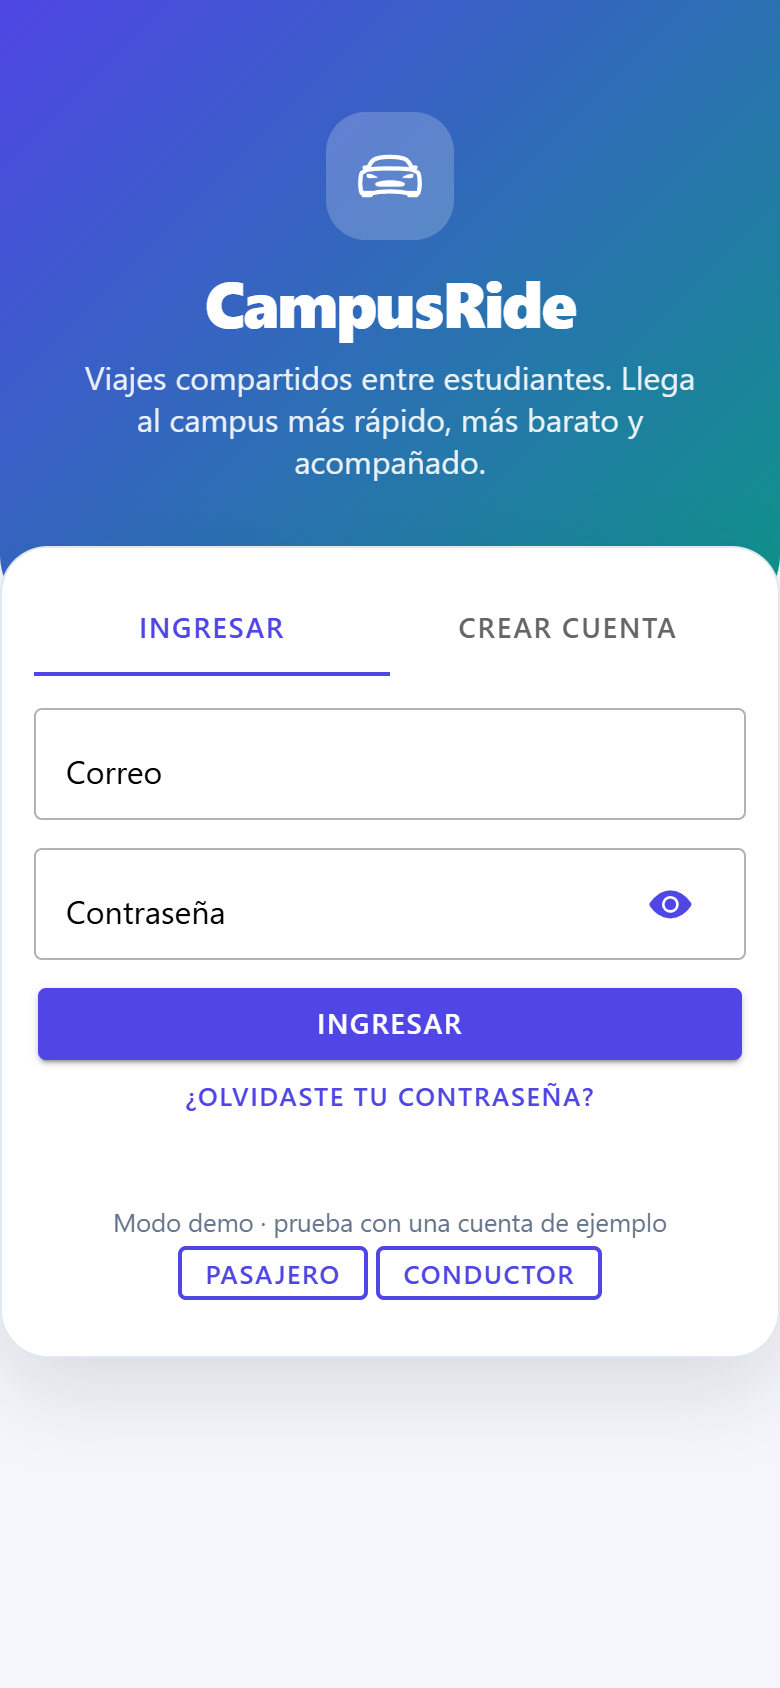 CampusRide
Viajes compartidos entre estudiantes. Llega
al campus más rápido, más barato y
acompañado.
INGRESAR CREAR CUENTA
Correo
Contraseña
INGRESAR
¿OLVIDASTE TU CONTRASEÑA?
Modo demo · prueba con una cuenta de ejemplo
PASAJERO CONDUCTOR